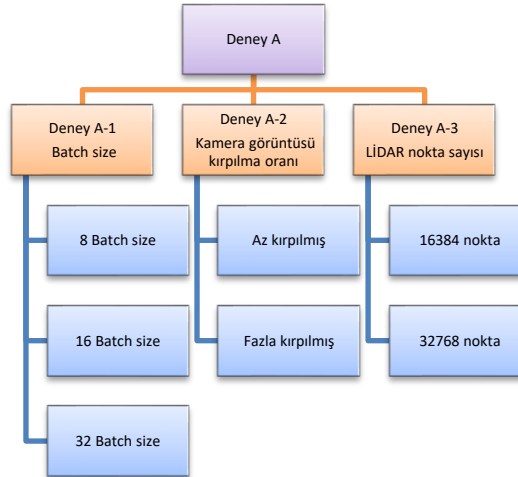 Deney A
Deney A-1
Batch size
Deney A-2
Kamera görüntüsü
kırpılma oranı
Deney A-3
LİDAR nokta sayısı
8 Batch size
16 Batch size
32 Batch size
Az kırpılmış
Fazla kırpılmış
16384 nokta
32768 nokta